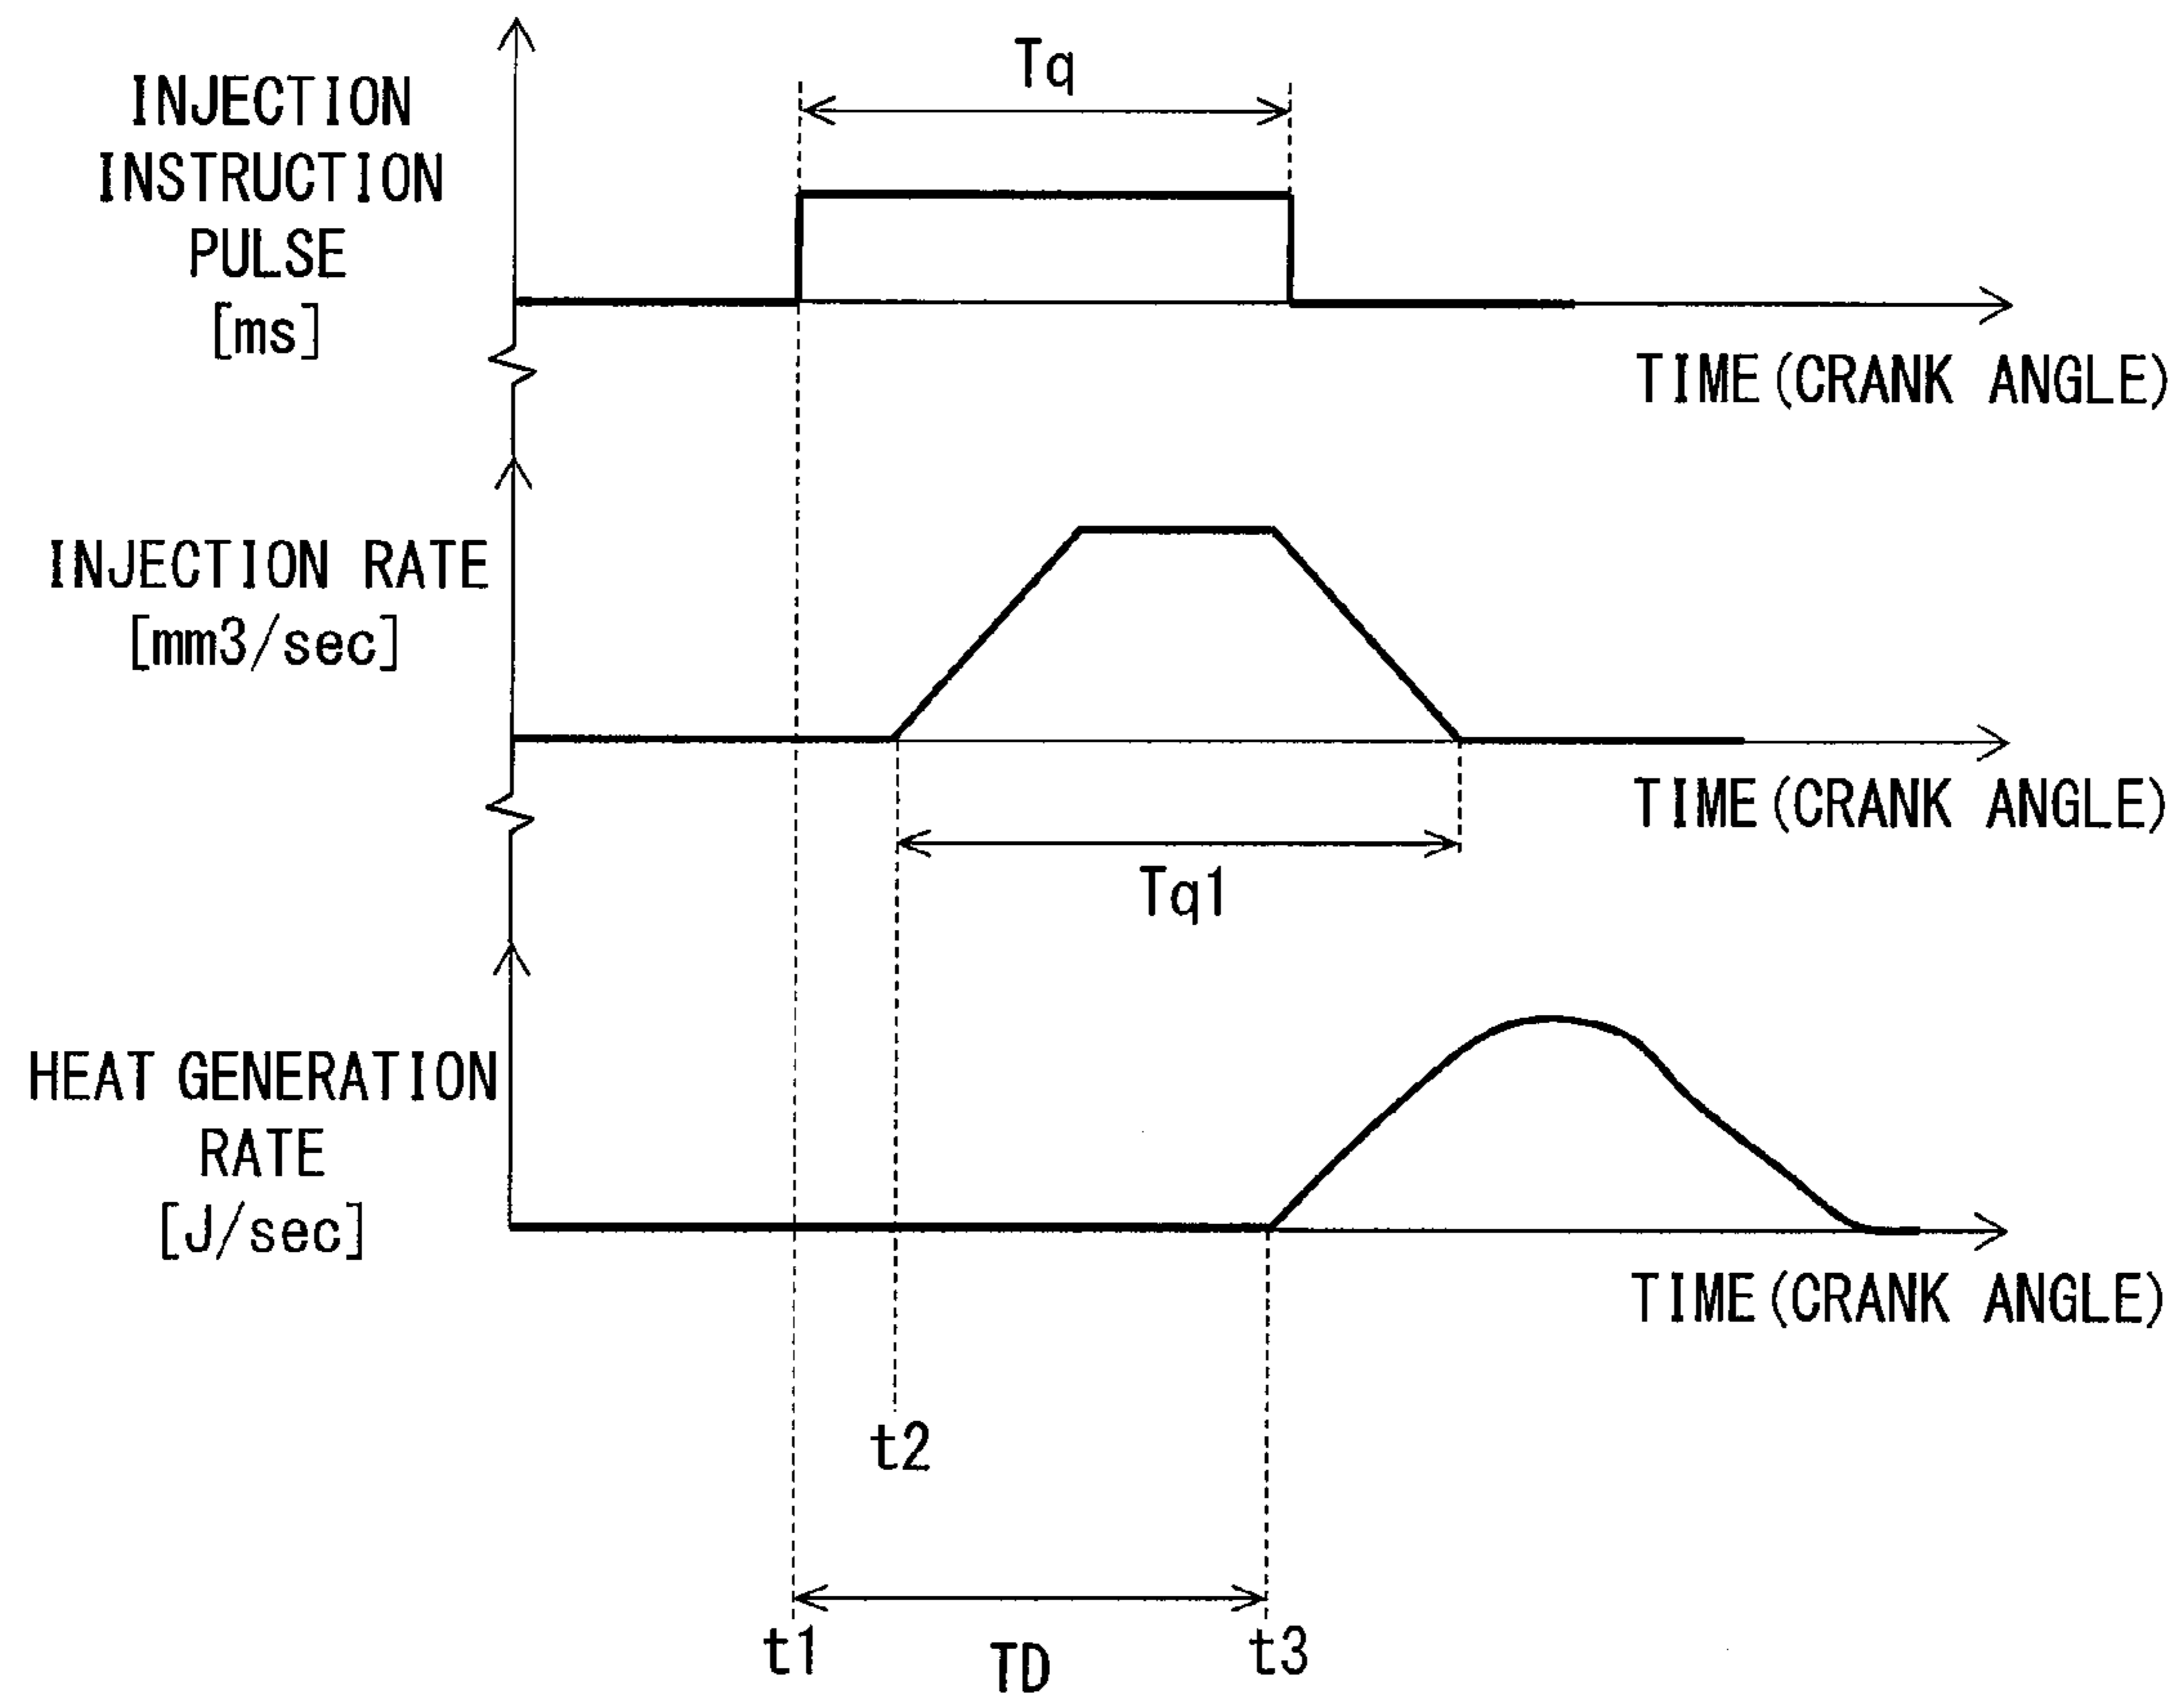 Tq
INJECTION
INSTRUCTION
PULSE
[ms]
TIME(CRANK ANGLE)
INJECTION RATE
[mm3/sec]
TIME(CRANK ANGLE)
Tq1
HEAT GENERATION
RATE
[J/sec]
TIME(CRANK ANGLE)
t2
t1
TD
t3